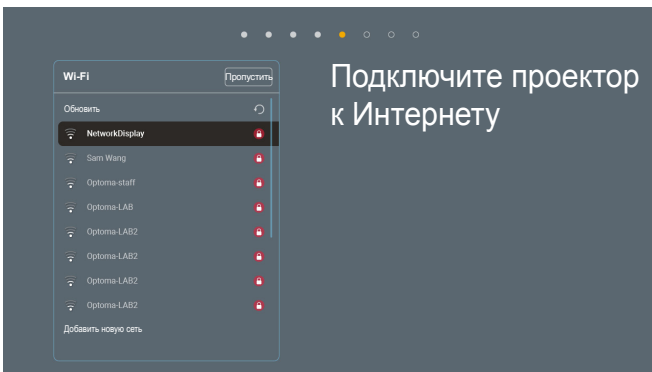 Wi-Fi
Пропустить
Подключите проектор
к Интернету
Обновить
NetworkDisplay
Sam Wang
Optoma-staff
Optoma-LAB
Optoma-LAB2
Optoma-LAB2
Optoma-LAB2
Optoma-LAB2
Добавить новую сеть